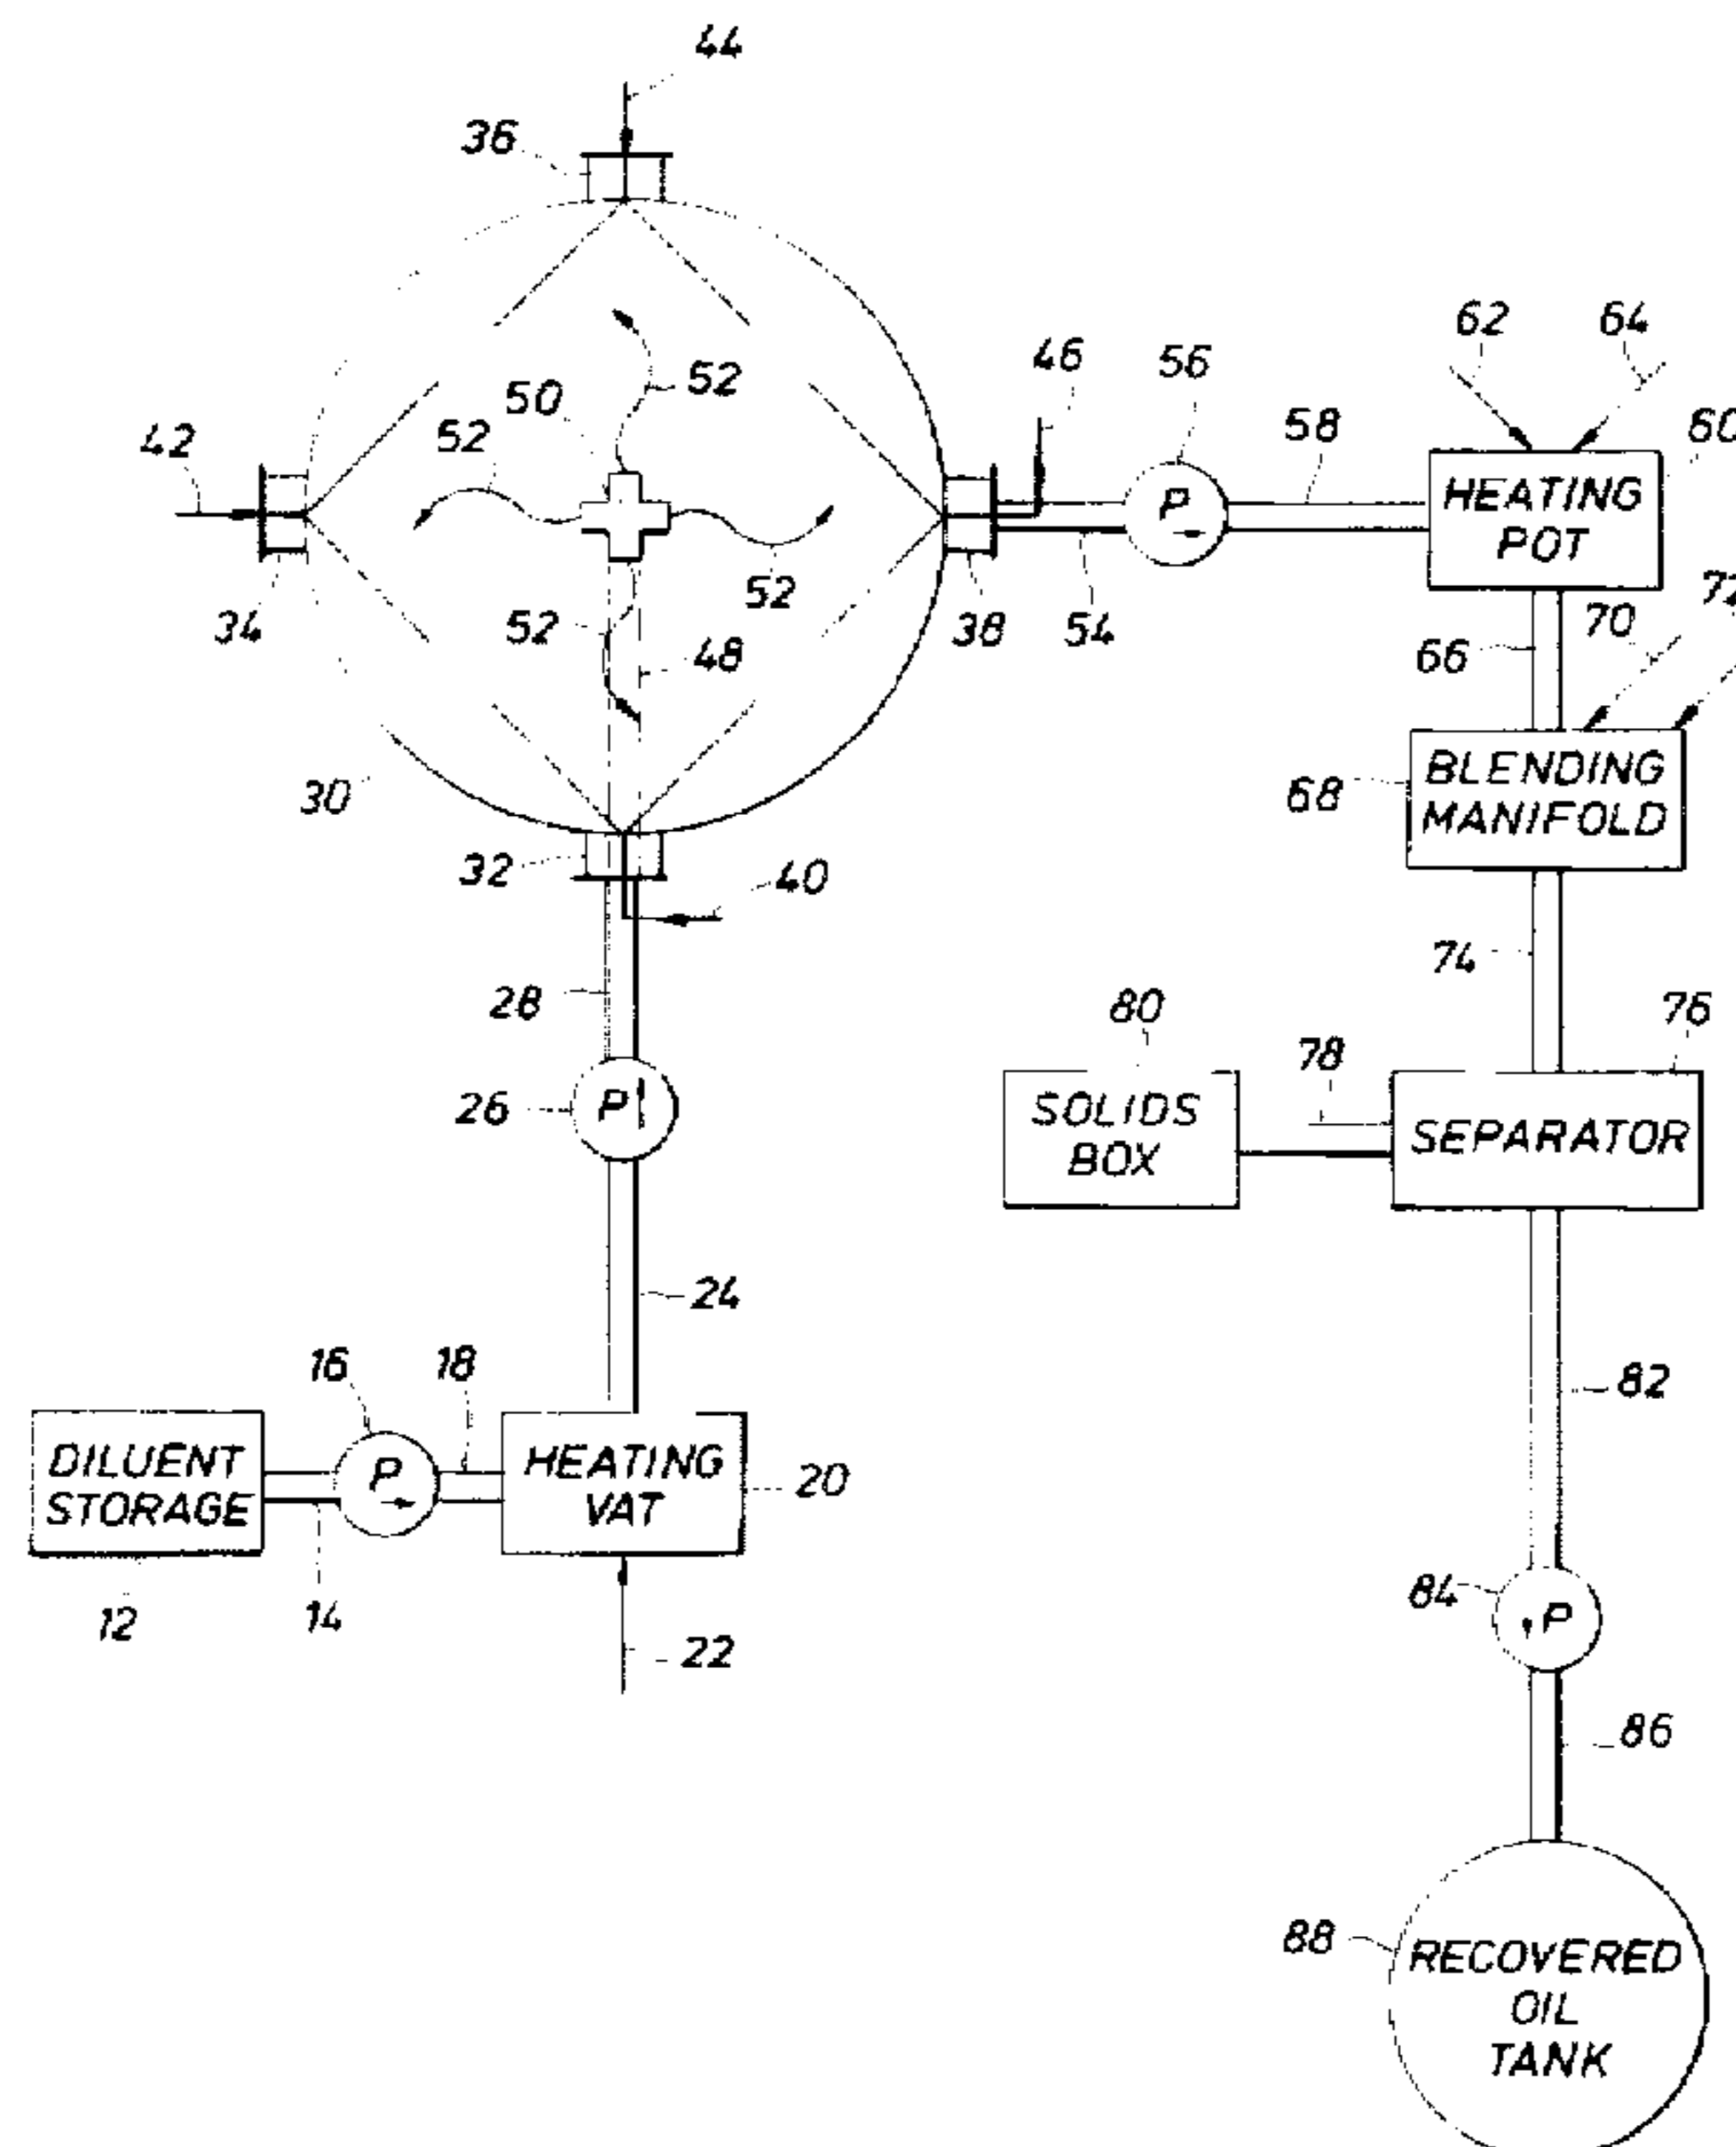 44
36
62
64
46
56
52
50
60
42
52
58
HEATING
POT
P
52
34
52
48
38
54
70
72
66
30
68
BLENDING
MANIFOLD
32
40
74
28
80
76
78
26
P
SOLIDS
BOX
SEPARATOR
24
16
18
82
DILUENT
STORAGE
P
HEATING
VAT
20
84
P
12
14
22
86
88
RECOVERED
OIL
TANK